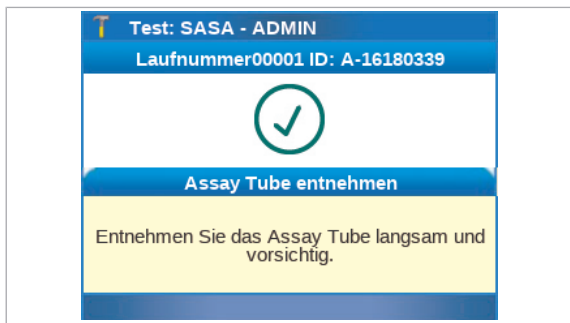 Test: SASA - ADMIN
Laufnummer00001 ID: A-16180339
Assay Tube entnehmen
Entnehmen Sie das Assay Tube langsam und
vorsichtig.